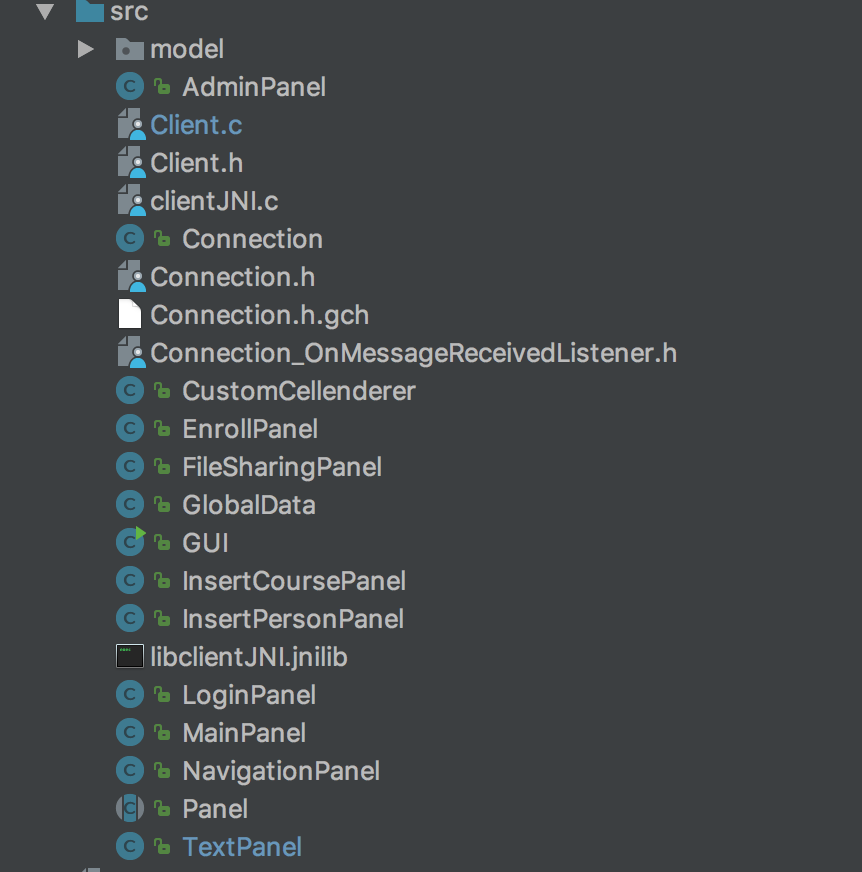 src
model
AdminPanel
Client.c
Client.h
clientJNI.c
Connection
Connection.h
Connection.h.gch
Connection_OnMessageReceivedListener.h
CustomCellenderer
EnrollPanel
FileSharingPanel
GlobalData
GUI
InsertCoursePanel
InsertPersonPanel
libclientJNI.jnilib
LoginPanel
MainPanel
NavigationPanel
Panel
TextPanel